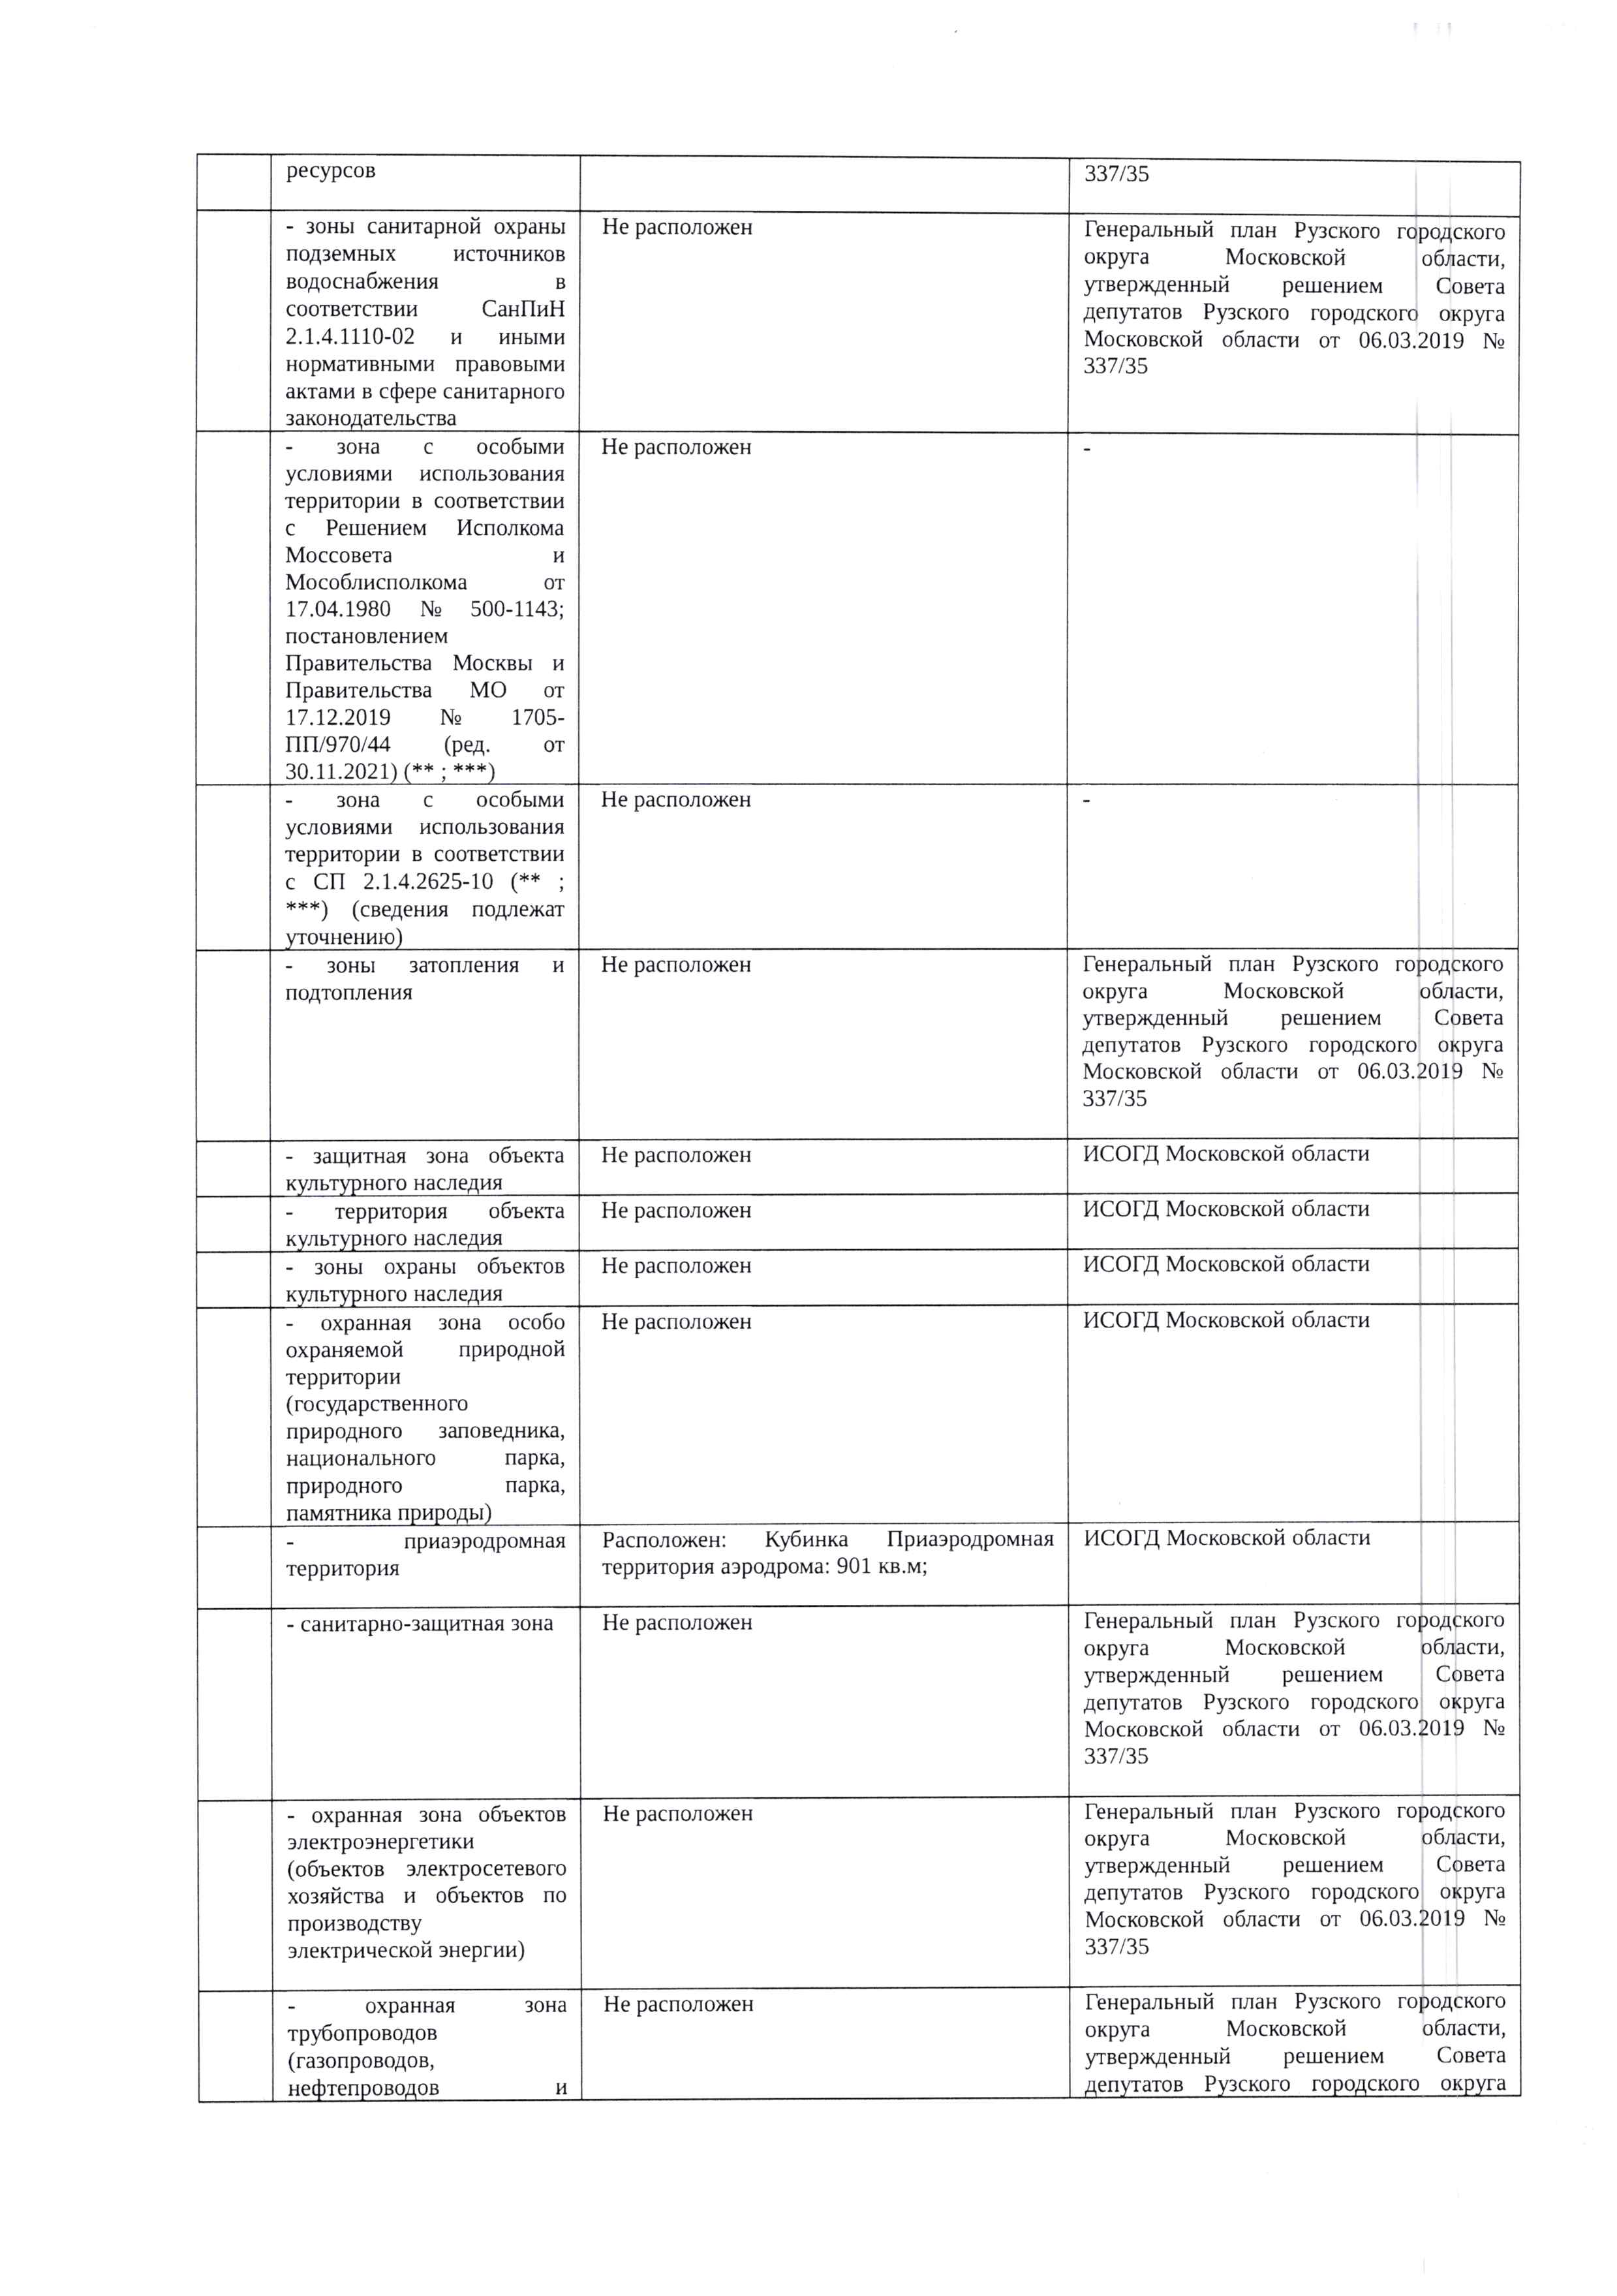 ресурсов
337/35
- зоны санитарной охраны
подземных источников
водоснабжения в
соответствии СанПиН
2.1.4.1110-02 и иными
нормативными правовыми
актами в сфере санитарного
законодательства
Не расположен
Генеральный план Рузского городского
округа Московской области,
утвержденный решением Совета
депутатов Рузского городского округа
Московской области от 06.03.2019 №
337/35
- зона с особыми
условиями использования
территории в соответствии
с Решением Исполкома
Моссовета и
Мособлисполкома от
17.04.1980 № 500-1143;
постановлением
Правительства Москвы и
Правительства МО от
17.12.2019 № 1705-
ПП/970/44 (ред. от
30.11.2021) (** ; ***)
Не расположен
-
- зона с особыми
условиями использования
территории в соответствии
с СП 2.1.4.2625-10 (** ;
***) (сведения подлежат
уточнению)
Не расположен
-
- зоны затопления и
подтопления
Не расположен
Генеральный план Рузского городского
округа Московской области,
утвержденный решением Совета
депутатов Рузского городского округа
Московской области от 06.03.2019 №
337/35
- защитная зона объекта
культурного наследия
Не расположен
ИСОГД Московской области
- территория объекта
культурного наследия
Не расположен
ИСОГД Московской области
- зоны охраны объектов
культурного наследия
Не расположен
ИСОГД Московской области
- охранная зона особо
охраняемой природной
территории
(государственного
природного заповедника,
национального парка,
природного парка,
памятника природы)
Не расположен
ИСОГД Московской области
- приаэродромная
территория
Расположен: Кубинка Приаэродромная
территория аэродрома: 901 кв.м;
ИСОГД Московской области
- санитарно-защитная зона
Не расположен
Генеральный план Рузского городского
округа Московской области,
утвержденный решением Совета
депутатов Рузского городского округа
Московской области от 06.03.2019 №
337/35
- охранная зона объектов
электроэнергетики
(объектов электросетевого
хозяйства и объектов по
производству
электрической энергии)
Не расположен
Генеральный план Рузского городского
округа Московской области,
утвержденный решением Совета
депутатов Рузского городского округа
Московской области от 06.03.2019 №
337/35
- охранная зона
трубопроводов
(газопроводов,
нефтепроводов и
Не расположен
Генеральный план Рузского городского
округа Московской области,
утвержденный решением Совета
депутатов Рузского городского округа